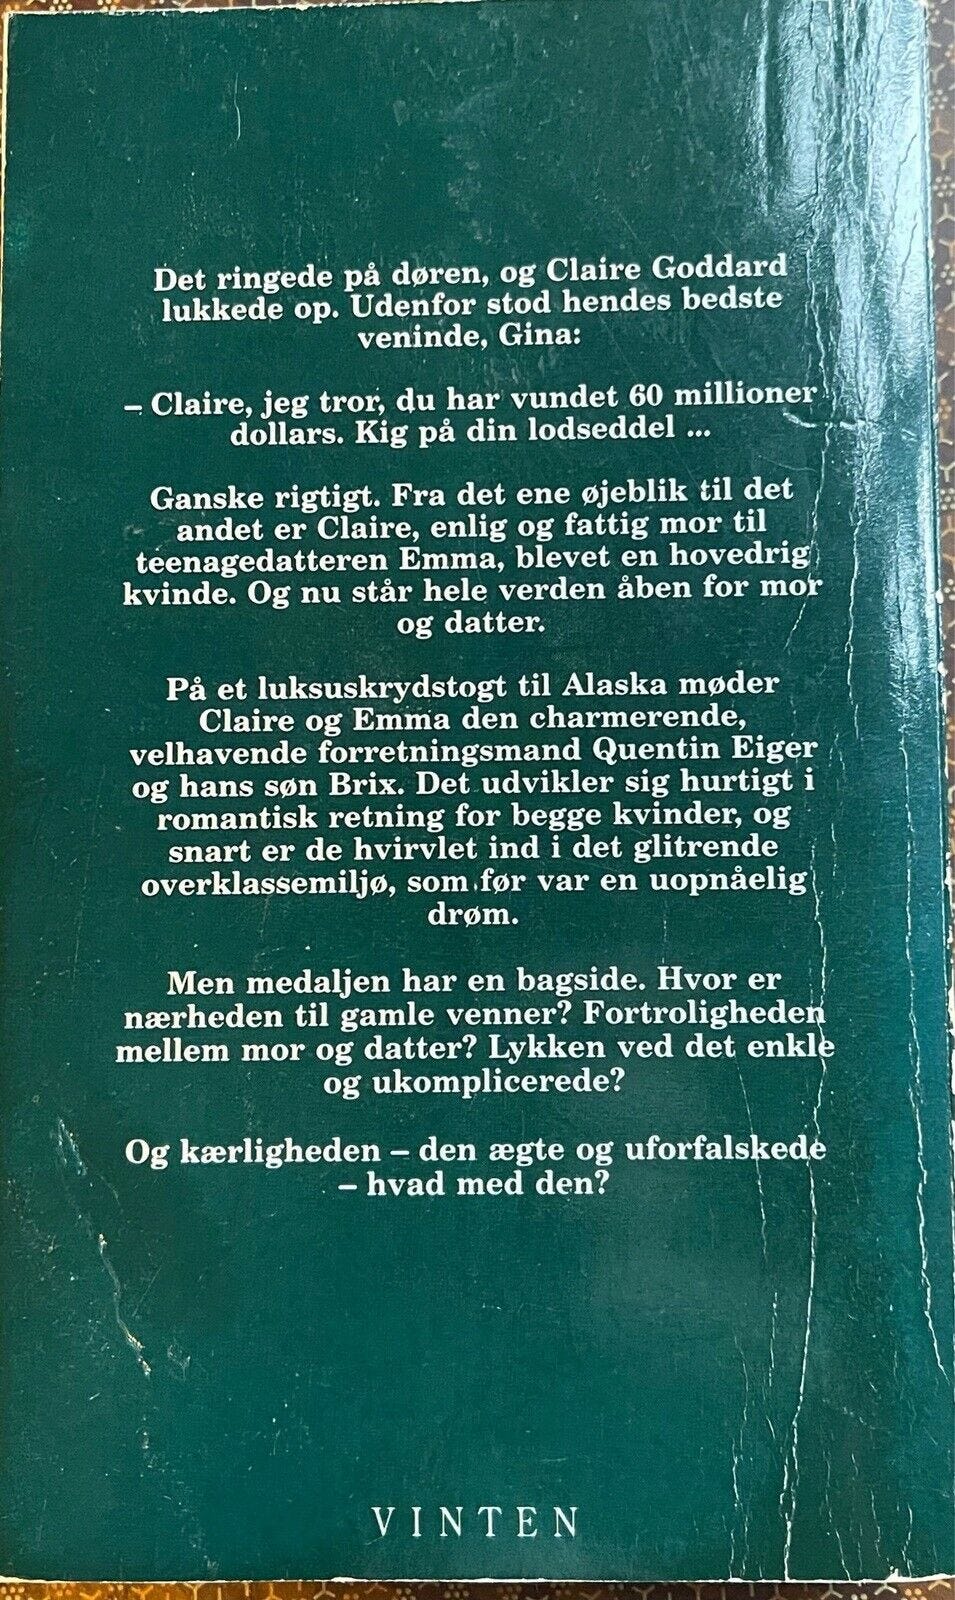 Det ringede på døren, og Claire Goddard
lukkede op. Udenfor stod hendes bedste
veninde, Gina:
– Claire, jeg tror, du har vundet 60 millioner
dollars. Kig på din lodseddel ...
Ganske rigtigt. Fra det ene øjeblik til det
andet er Claire, enlig og fattig mor til
teenagedatteren Emma, blevet en hovedrig
kvinde. Og nu står hele verden åben for mor
og datter.
På et luksuskrydstogt til Alaska møder
Claire og Emma den charmerende,
velhavende forretningsmand Quentin Eiger
og hans søn Brix. Det udvikler sig hurtigt i
romantisk retning for begge kvinder, og
snart er de hvirvlet ind i det glitrende
overklassemiljø, som før var en uopnåelig
drøm.
Men medaljen har en bagside. Hvor er
nærheden til gamle venner? Fortroligheden
mellem mor og datter? Lykken ved det enkle
og ukomplicerede?
Og kærligheden – den ægte og uforfalskede
– hvad med den?
VINTEN